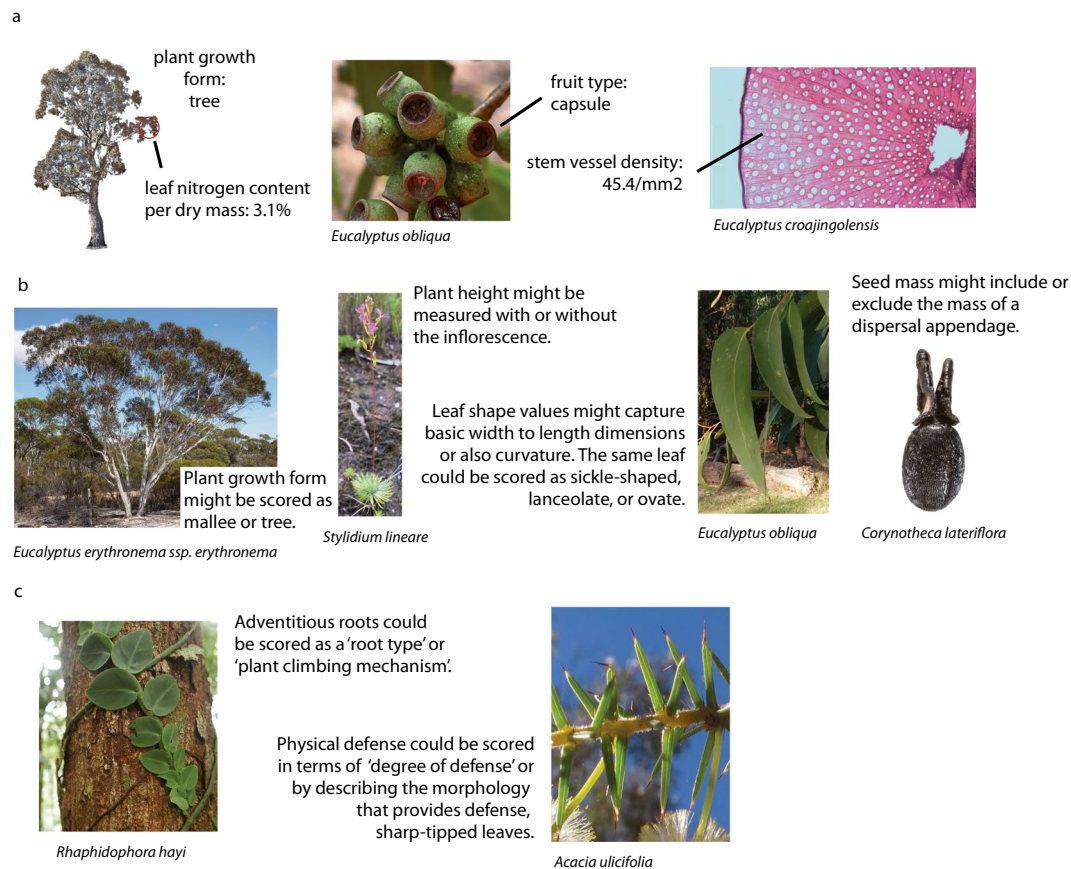 a
plant growth
form:
tree
leaf nitrogen content
per dry mass: 3.1%
fruit type:
capsule
Eucalyptus obliqua
stem vessel density:
45.4/mm2
Eucalyptus croajingolensis
b
Plant growth form
might be scored as
mallee or tree.
Eucalyptus erythronema ssp. erythronema
Plant height might be
measured with or without
the inflorescence.
Stylidium lineare
Leaf shape values might capture
basic width to length dimensions
or also curvature. The same leaf
could be scored as sickle-shaped,
lanceolate, or ovate.
Eucalyptus obliqua
Seed mass might include or
exclude the mass of a
dispersal appendage.
Corynotheca lateriflora
c
Adventitious roots could
be scored as a 'root type' or
'plant climbing mechanism'.
Rhaphidophora hayi
Physical defense could be scored
in terms of 'degree of defense' or
by describing the morphology
that provides defense,
sharp-tipped leaves.
Acacia ulicifolia